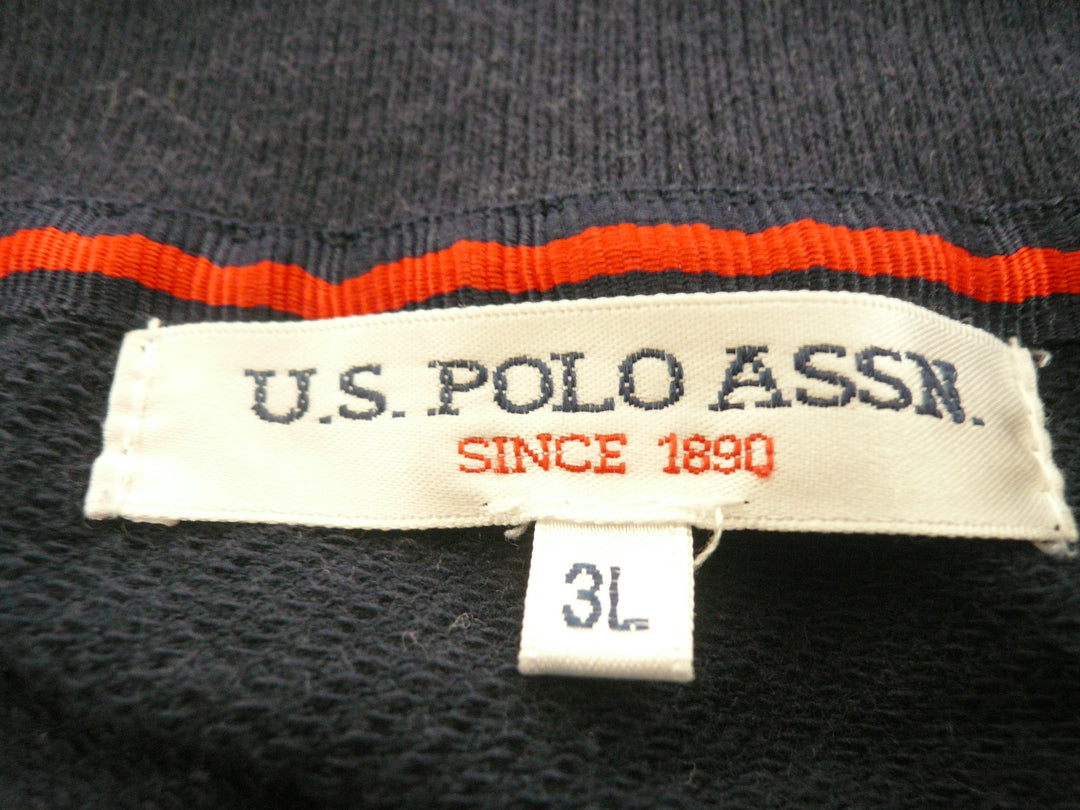 U.S. POLO ASSN.
SINCE 1890
3L